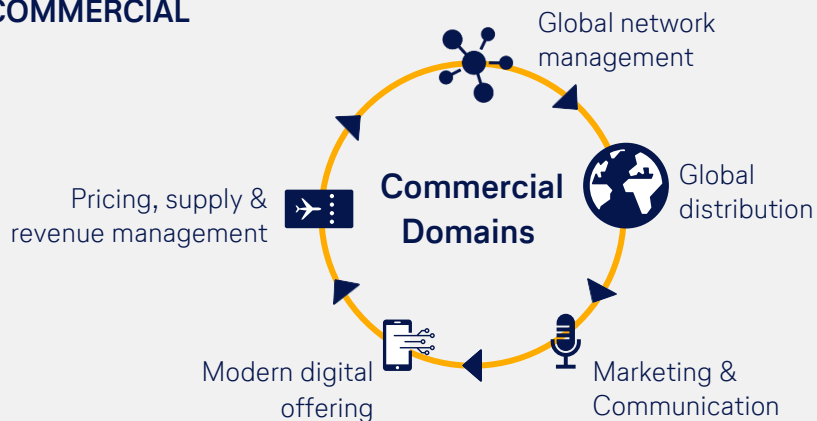 COMMERCIAL
Global network
management
Commercial
Domains
Global
distribution
Pricing, supply &
revenue management
Modern digital
offering
Marketing &
Communication